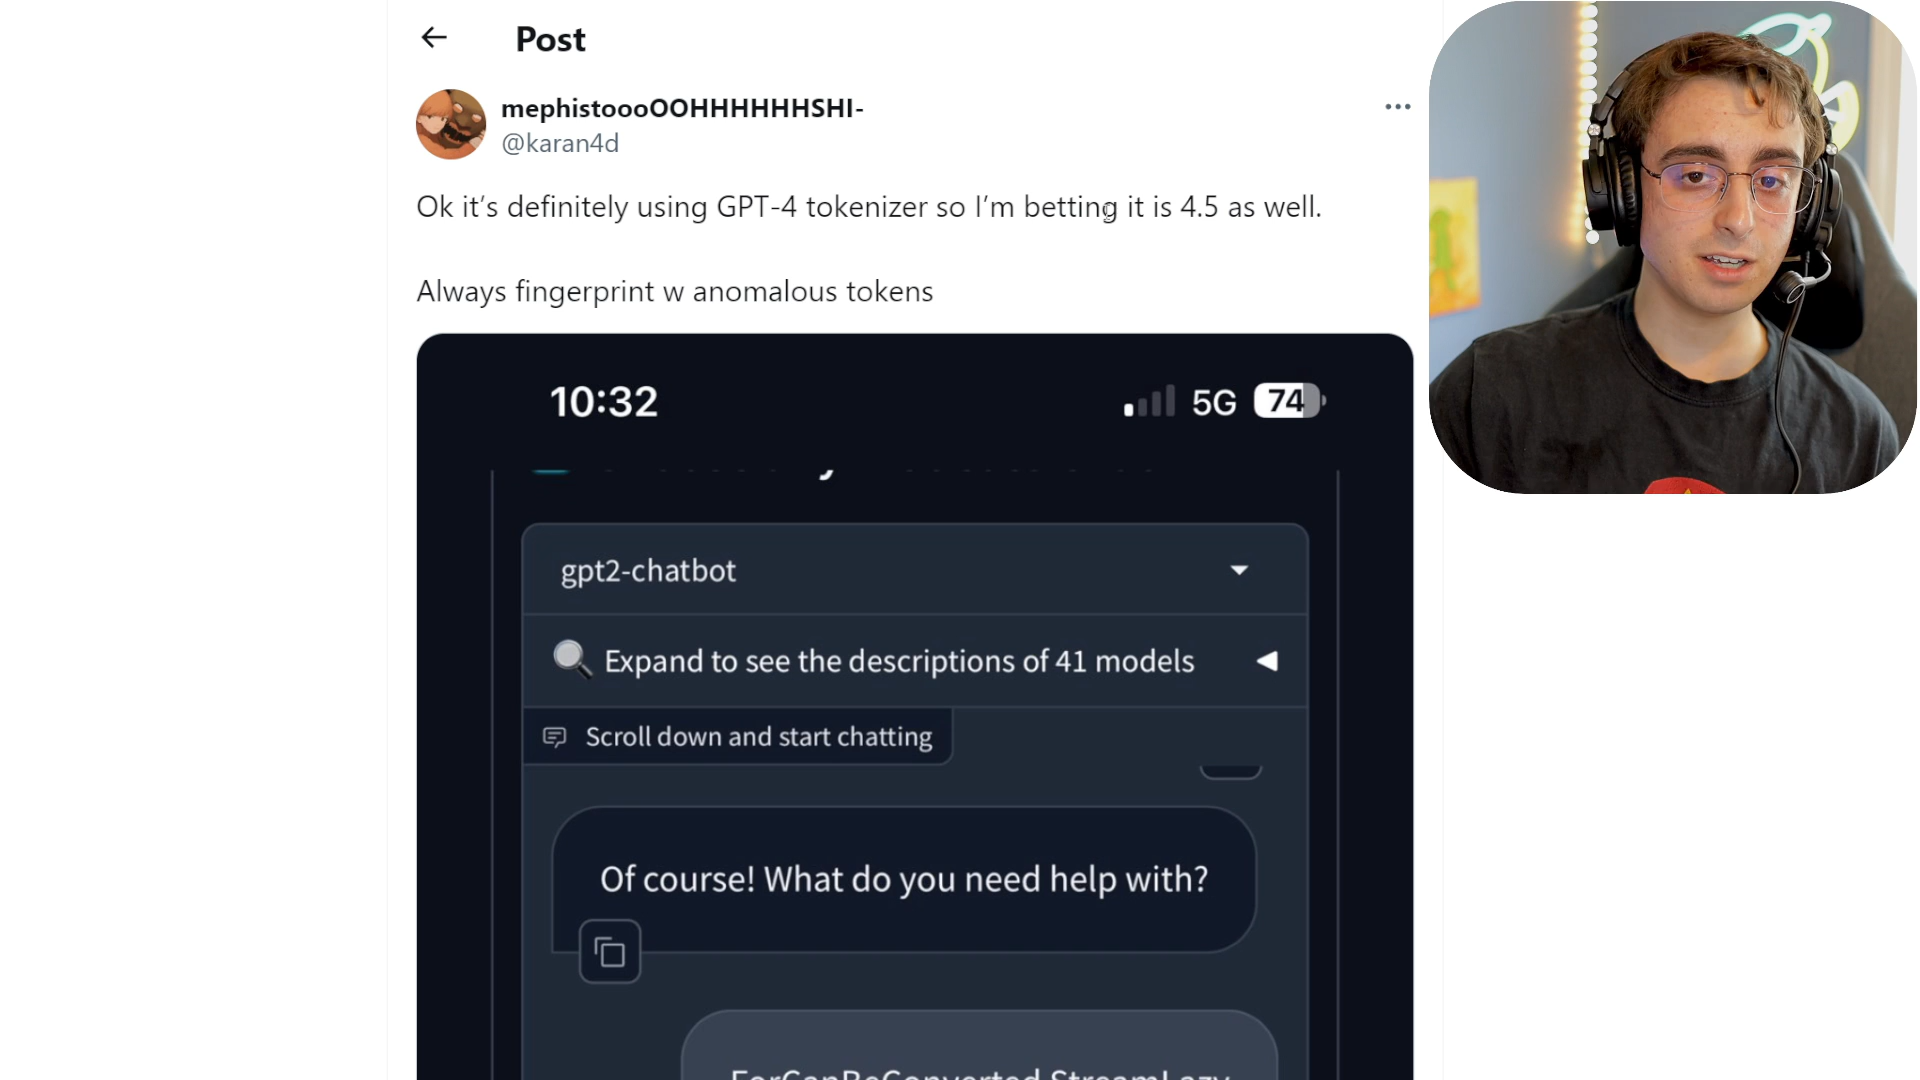 Post
mephistoooOOHHHHHHSHI-
@karan4d
Ok it’s definitely using GPT-4 tokenizer so I’m betting it is 4.5 as well.
Always fingerprint w anomalous tokens
10:32
5G 74
gpt2-chatbot
Expand to see the descriptions of 41 models
Scroll down and start chatting
Of course! What do you need help with?
ForCanBeConverted StreamLazy